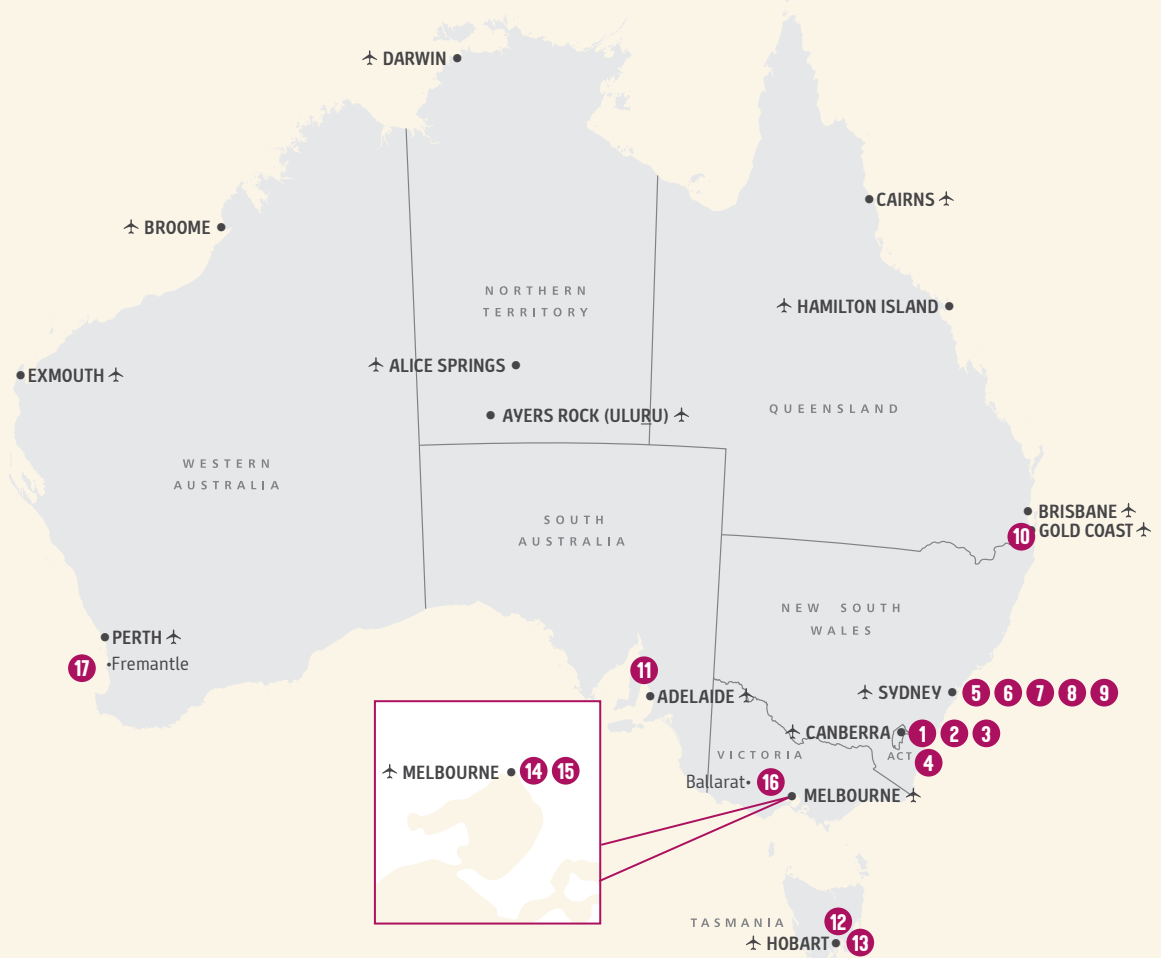 DARWIN
CAIRNS
BROOME
NORTHERN
TERRITORY
HAMILTON ISLAND
ALICE SPRINGS
EXMOUTH
QUEENSLAND
AYERS ROCK (ULURU)
WESTERN
AUSTRALIA
BRISBANE
SOUTH
AUSTRALIA
10 GOLD COAST
NEW SOUTH
WALES
PERTH
17 Fremantle
11
ADELAIDE
SYDNEY 5 6 7 8 9
CANBERRA 1 2 3
VICTORIA
ACT
4
MELBOURNE 14 15
Ballarat 16
MELBOURNE
TASMANIA
12
HOBART 13